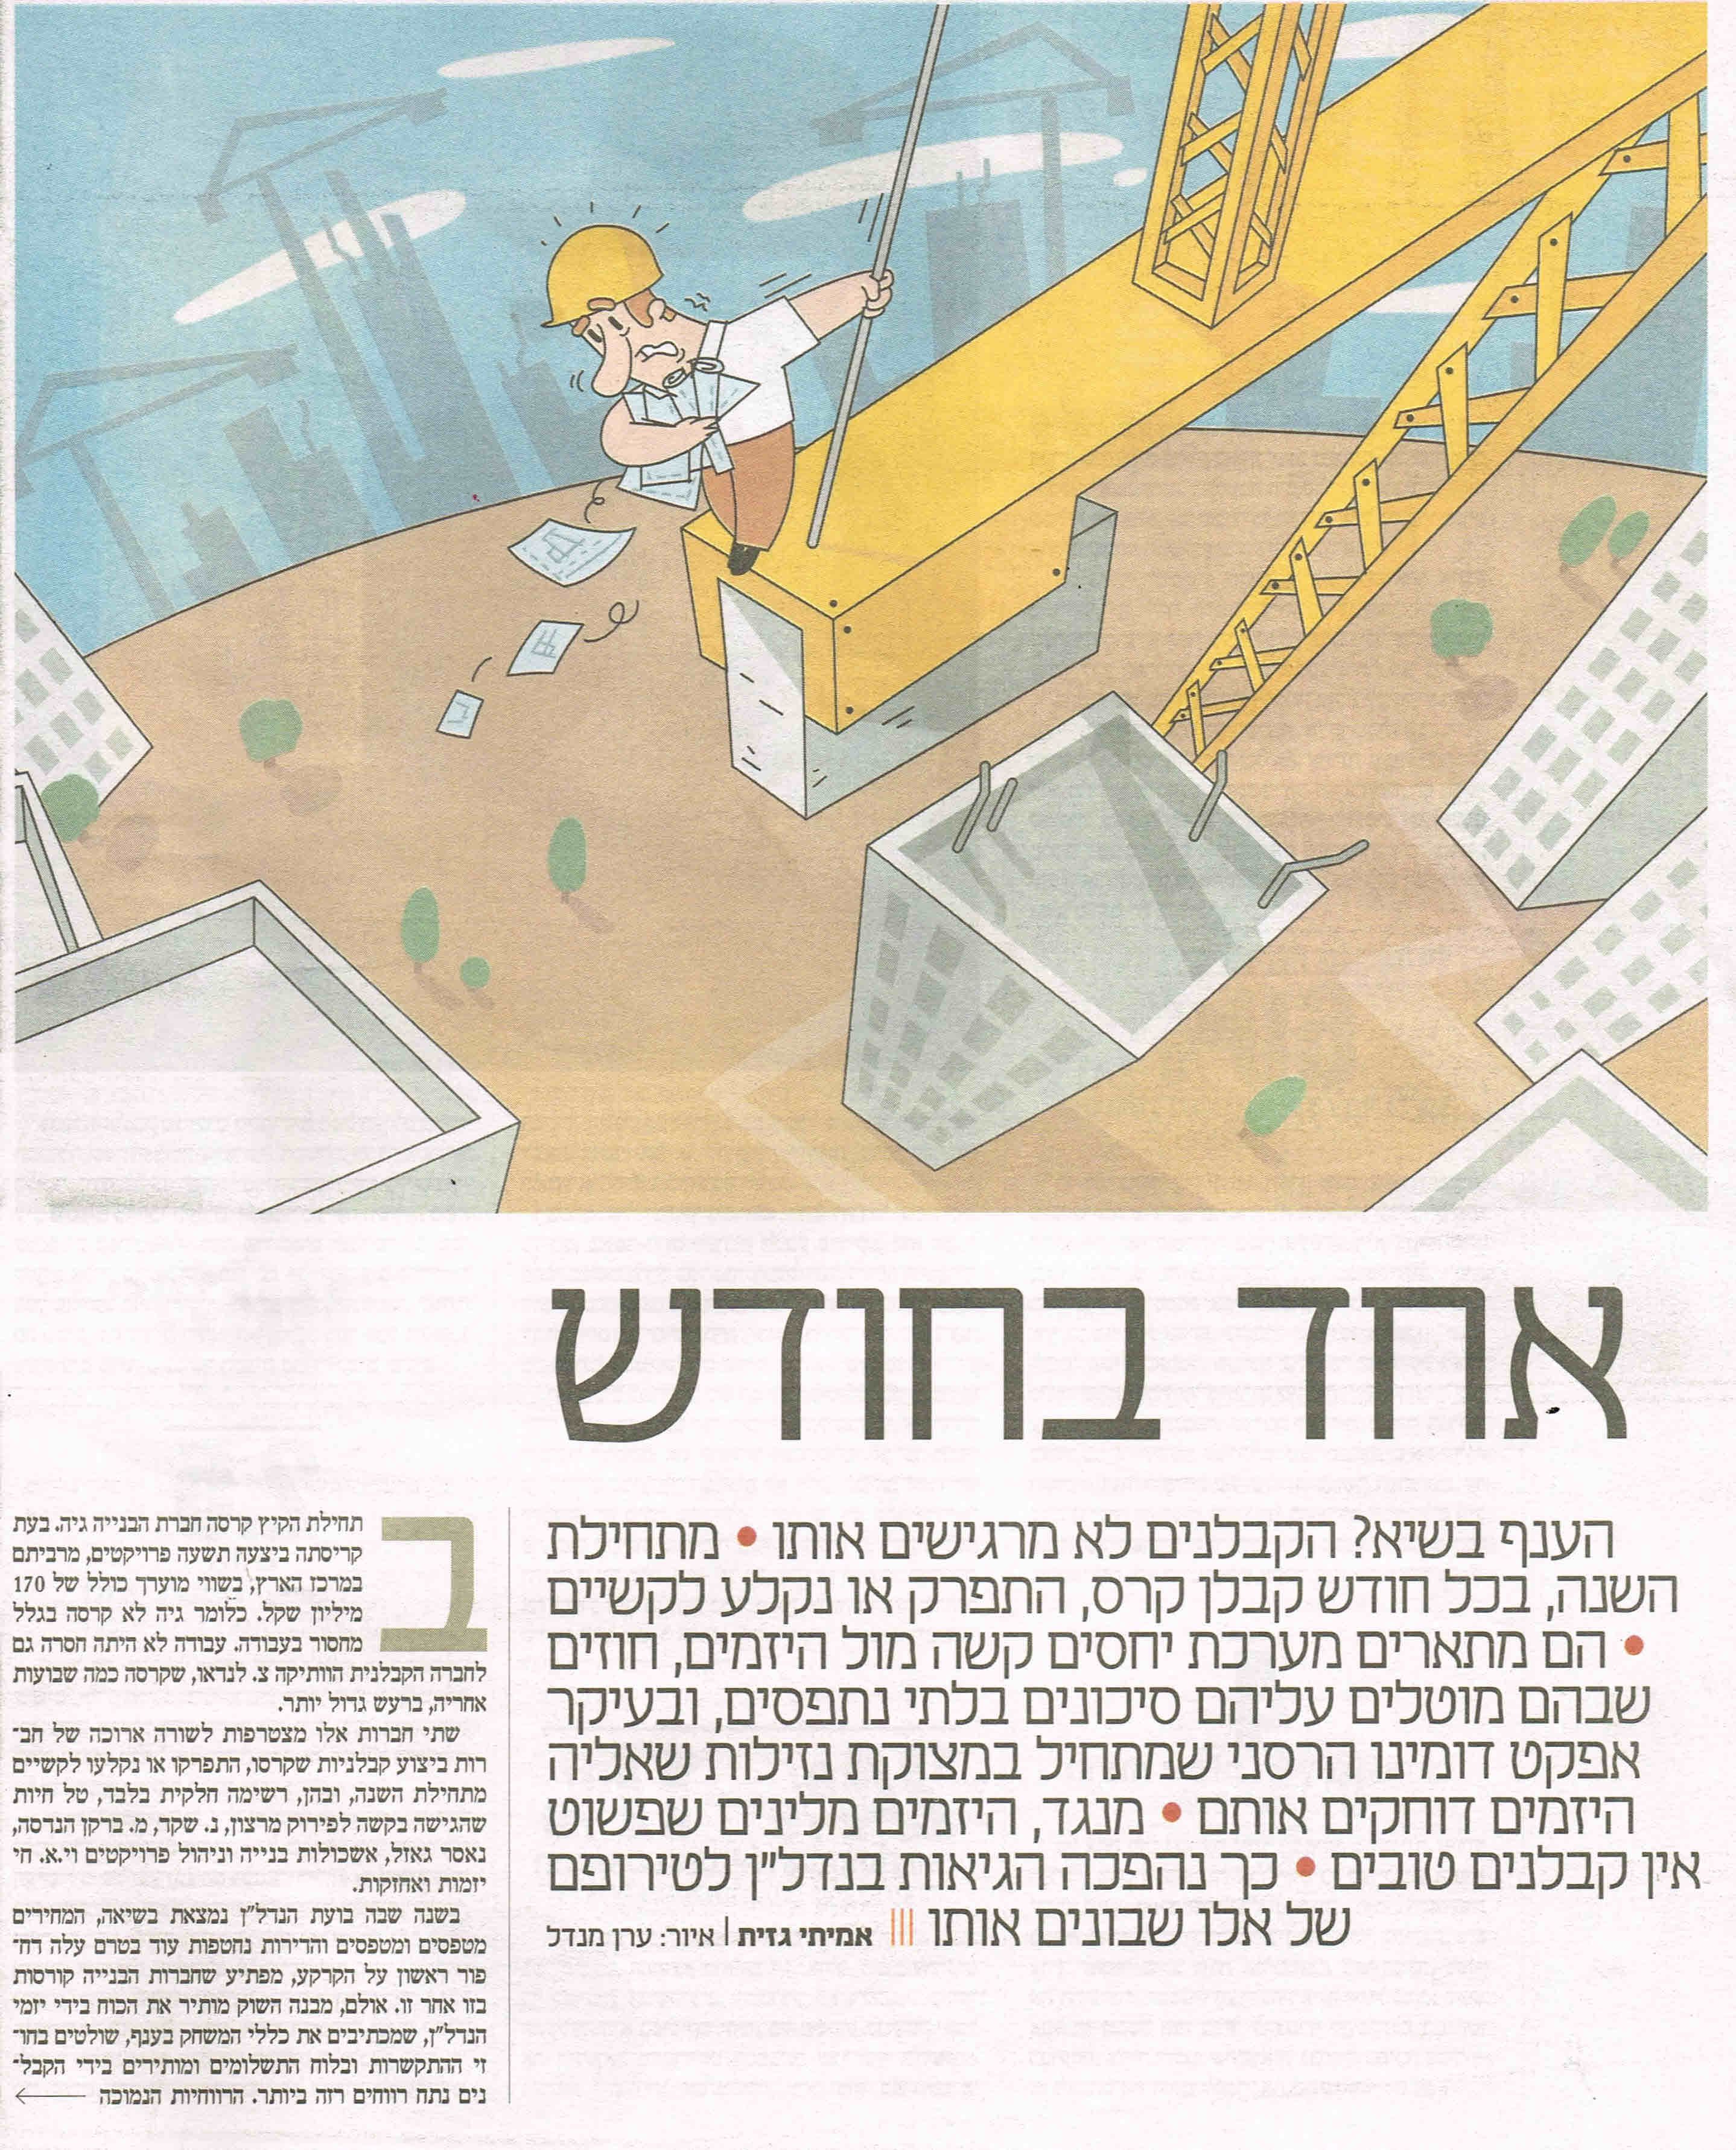 אחד בחודש
הענף בשיא? הקבלנים לא מרגישים אותו • מתחילת
השנה, בכל חודש קבלן קרס, התפרק או נקלע לקשיים
• הם מתארים מערכת יחסים קשה מול היזמים, חוזים
שבהם מוטלים עליהם סיכונים בלתי נתפסים, ובעיקר
אפקט דומינו הרסני שמתחיל במצוקת נזילות שאליה
היזמים דוחקים אותם • מנגד, היזמים מלינים שפשוט
אין קבלנים טובים • כך נהפכה הגיאות בנדל"ן לטירופם
של אלו שבונים אותו ||| אמיתי גזית | איור: ערן מנדל
בתחילת הקיץ קרסה חברת הבנייה גיה. בעת
קריסתה ביצעה תשעה פרויקטים, מרביתם
במרכז הארץ, בשווי מוערך כולל של 170
מיליון שקל. כלומר גיה לא קרסה בגלל
מחסור בעבודה. עבודה לא היתה חסרה גם
לחברה הקבלנית הוותיקה צ. לנדאו, שקרסה כמה שבועות
אחריה, ברעש גדול יותר.
שתי חברות אלו מצטרפות לשורה ארוכה של חב־
רות ביצוע קבלניות שקרסו, התפרקו או נקלעו לקשיים
מתחילת השנה, ובהן, רשימה חלקית בלבד, טל חיות
שהגישה בקשה לפירוק מרצון, נ. שקד, מ. ברקן הנדסה,
נאסר גאזל, אשכולות בנייה וניהול פרויקטים וי.א. חי
יזמות ואחזקות.
בשנה שבה בועת הנדל"ן נמצאת בשיאה, המחירים
מטפסים ומטפסים והדירות נחטפות עוד בטרם עלה דח־
פור ראשון על הקרקע, מפתיע שחברות הבנייה קורסות
בזו אחר זו. אולם, מבנה השוק מותיר את הכוח בידי יזמי
הנדל"ן, שמכתיבים את כללי המשחק בענף, שולטים בחו־
זי ההתקשרות ובלוח התשלומים ומותירים בידי הקבל־
נים נתח רווחים רזה ביותר. הרווחיות הנמוכה